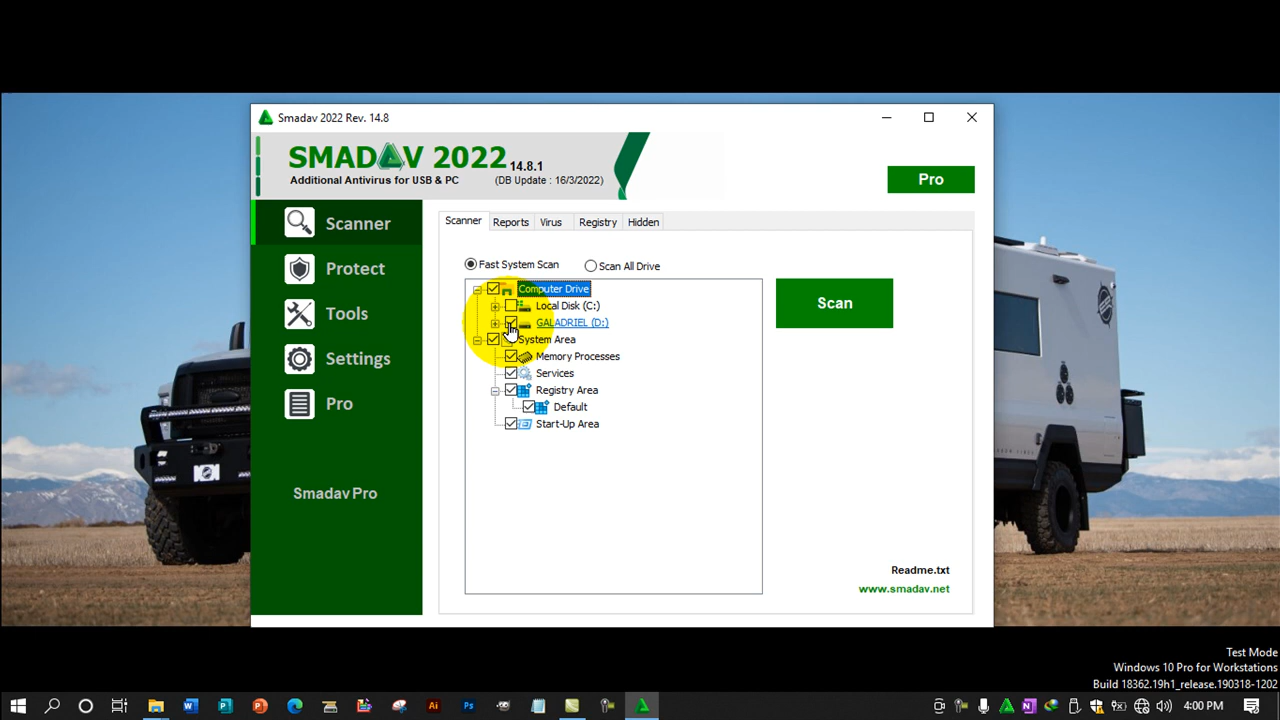 Smadav 2022 Rev. 14.8
SMADAV 2022 14.8.1
Additional Antivirus for USB & PC (DB Update : 16/3/2022)
Pro
Scanner
Protect
Tools
Settings
Pro
Smadav Pro
Scanner Reports Virus Registry Hidden
Fast System Scan Scan All Drive
Computer Drive
Local Disk (C:)
GALADRIEL (D:)
System Area
Memory Processes
Services
Registry Area
Default
Start-Up Area
Scan
Readme.txt
www.smadav.net
Test Mode
Windows 10 Pro for Workstations
Build 18362.19h1_release.190318-1202
4:00 PM